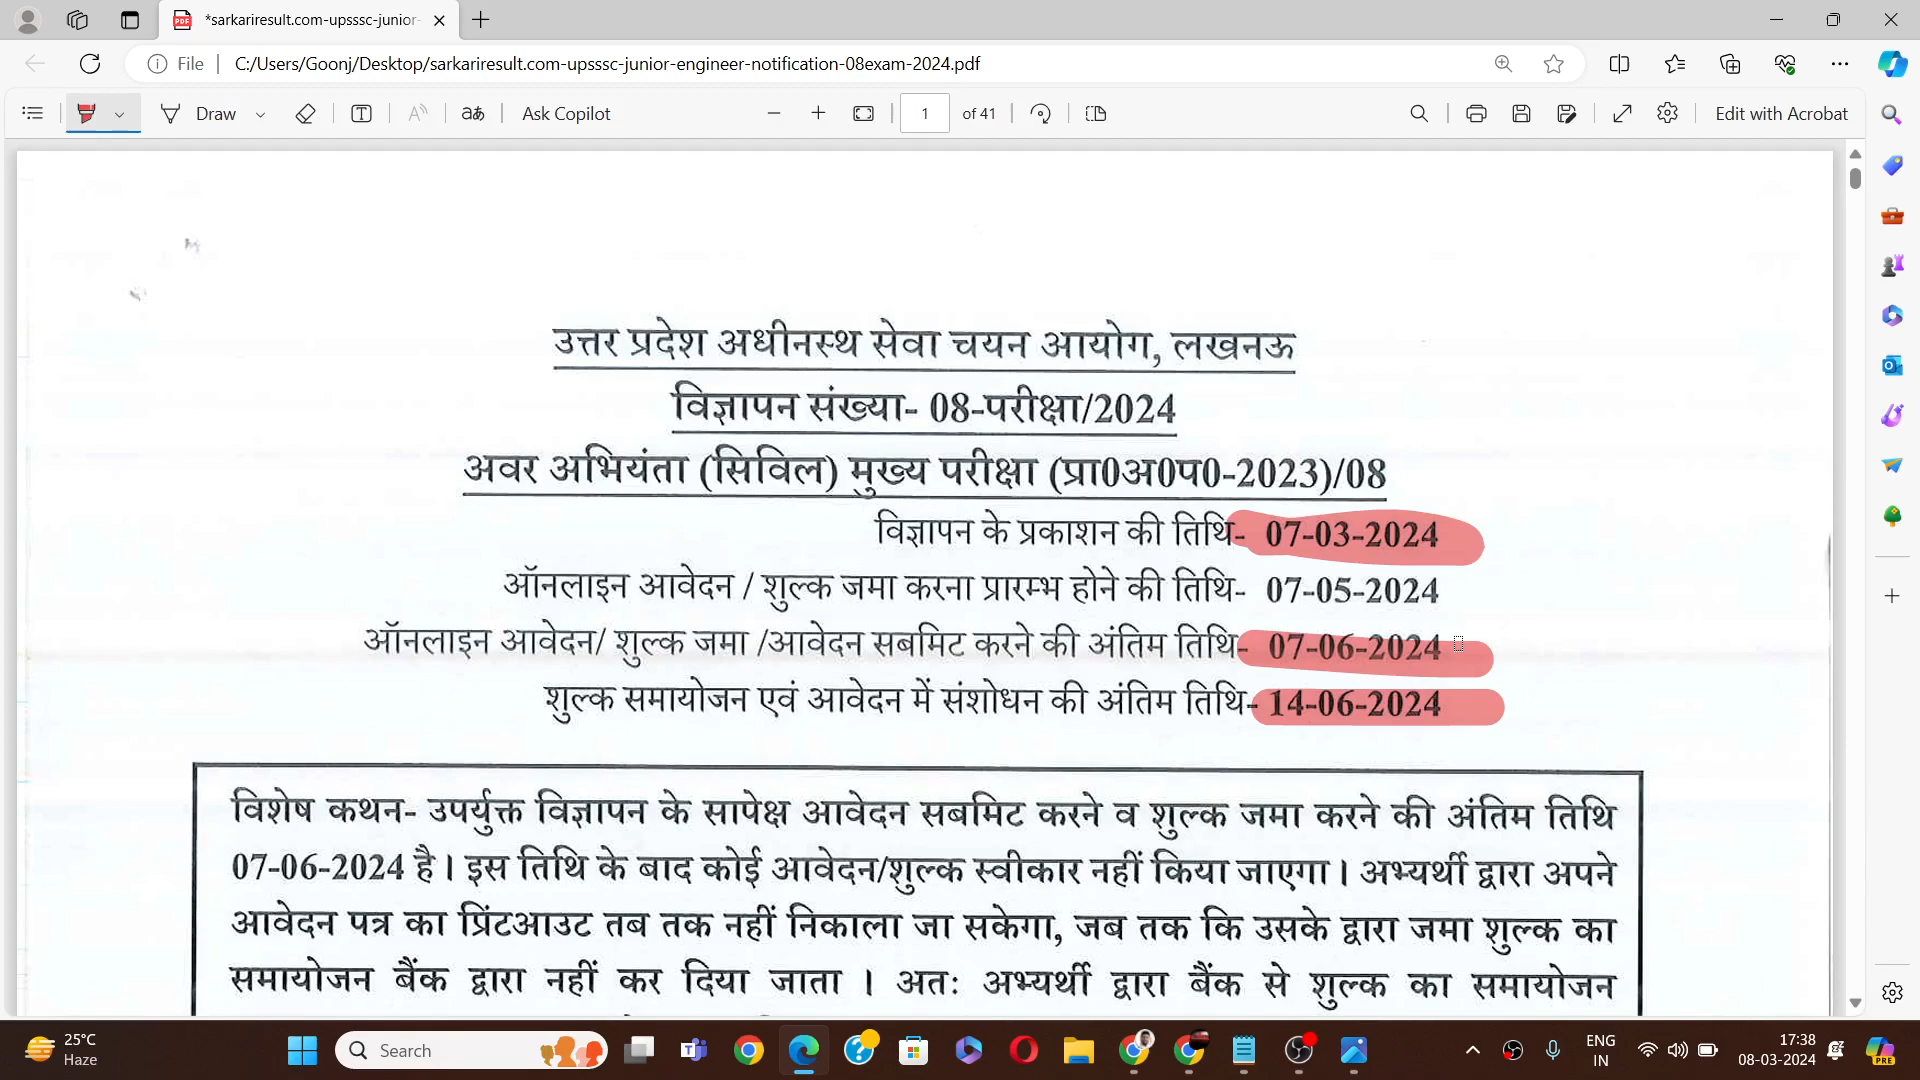 *sarkariresult.com-upsssc-junior-
File
C:/Users/Goonj/Desktop/sarkariresult.com-upsssc-junior-engineer-notification-08exam-2024.pdf
Draw
aあ
Ask Copilot
1 of 41
Edit with Acrobat
उत्तर प्रदेश अधीनस्थ सेवा चयन आयोग, लखनऊ
विज्ञापन संख्या- 08-परीक्षा/2024
अवर अभियंता (सिविल) मुख्य परीक्षा (प्रा0अ0प0-2023)/08
विज्ञापन के प्रकाशन की तिथि- 07-03-2024
ऑनलाइन आवेदन / शुल्क जमा करना प्रारम्भ होने की तिथि- 07-05-2024
ऑनलाइन आवेदन/ शुल्क जमा /आवेदन सबमिट करने की अंतिम तिथि- 07-06-2024
शुल्क समायोजन एवं आवेदन में संशोधन की अंतिम तिथि- 14-06-2024
विशेष कथन- उपर्युक्त विज्ञापन के सापेक्ष आवेदन सबमिट करने व शुल्क जमा करने की अंतिम तिथि
07-06-2024 है। इस तिथि के बाद कोई आवेदन/शुल्क स्वीकार नहीं किया जाएगा। अभ्यर्थी द्वारा अपने
आवेदन पत्र का प्रिंटआउट तब तक नहीं निकाला जा सकेगा, जब तक कि उसके द्वारा जमा शुल्क का
समायोजन बैंक द्वारा नहीं कर दिया जाता । अतः अभ्यर्थी द्वारा बैंक से शुल्क का समायोजन
25°C
Haze
Search
ENG
IN
17:38
08-03-2024
PRE